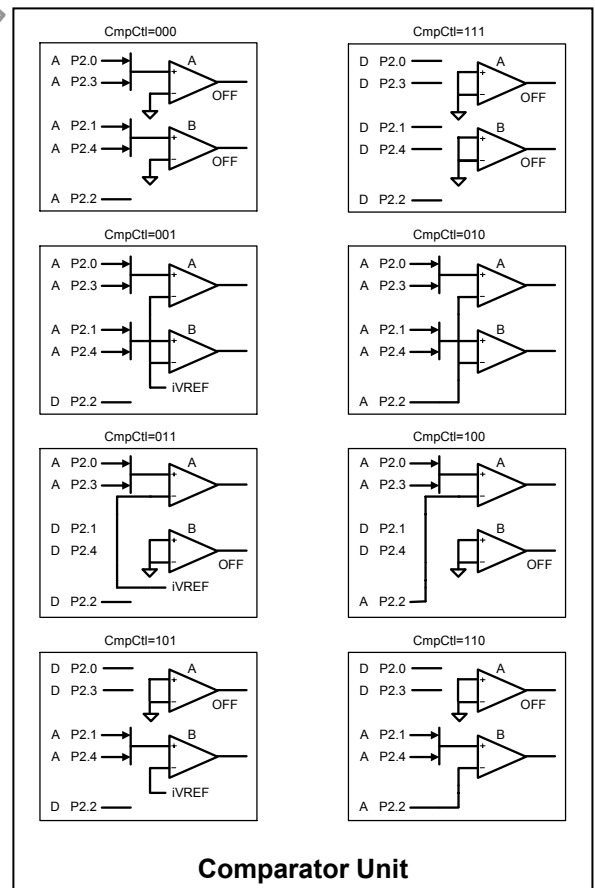 CmpCtl=000
A P2.0
A P2.3
A P2.1
A P2.4
A P2.2
A
+
−
OFF
B
+
−
OFF
CmpCtl=111
D P2.0
D P2.3
D P2.1
D P2.4
D P2.2
A
+
−
OFF
B
+
−
OFF
CmpCtl=001
A P2.0
A P2.3
A P2.1
A P2.4
D P2.2
A
+
−
B
+
−
iVREF
CmpCtl=010
A P2.0
A P2.3
A P2.1
A P2.4
A P2.2
A
+
−
B
+
−
CmpCtl=011
A P2.0
A P2.3
D P2.1
D P2.4
D P2.2
A
+
−
B
+
−
OFF
iVREF
CmpCtl=100
A P2.0
A P2.3
D P2.1
D P2.4
A P2.2
A
+
−
B
+
−
OFF
CmpCtl=101
D P2.0
D P2.3
A P2.1
A P2.4
D P2.2
A
+
−
OFF
B
+
−
iVREF
CmpCtl=110
D P2.0
D P2.3
A P2.1
A P2.4
A P2.2
A
+
−
OFF
B
+
−
Comparator Unit